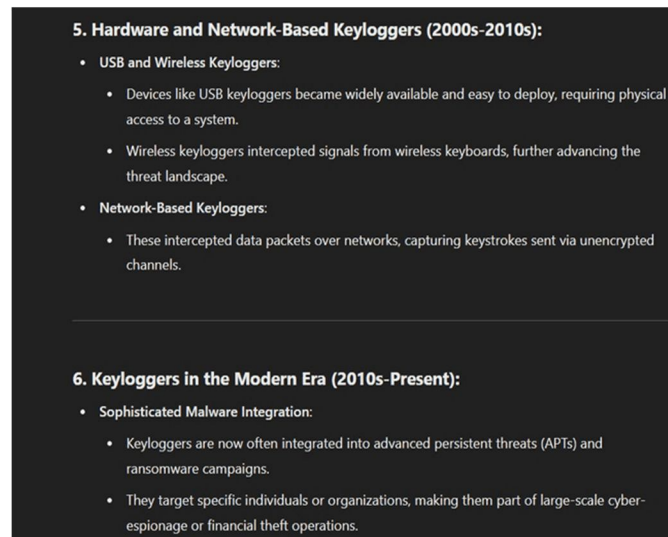 5. Hardware and Network-Based Keyloggers (2000s-2010s):
• USB and Wireless Keyloggers:
• Devices like USB keyloggers became widely available and easy to deploy, requiring physical
access to a system.
• Wireless keyloggers intercepted signals from wireless keyboards, further advancing the
threat landscape.
• Network-Based Keyloggers:
• These intercepted data packets over networks, capturing keystrokes sent via unencrypted
channels.
6. Keyloggers in the Modern Era (2010s-Present):
• Sophisticated Malware Integration:
• Keyloggers are now often integrated into advanced persistent threats (APTs) and
ransomware campaigns.
• They target specific individuals or organizations, making them part of large-scale cyber-
espionage or financial theft operations.